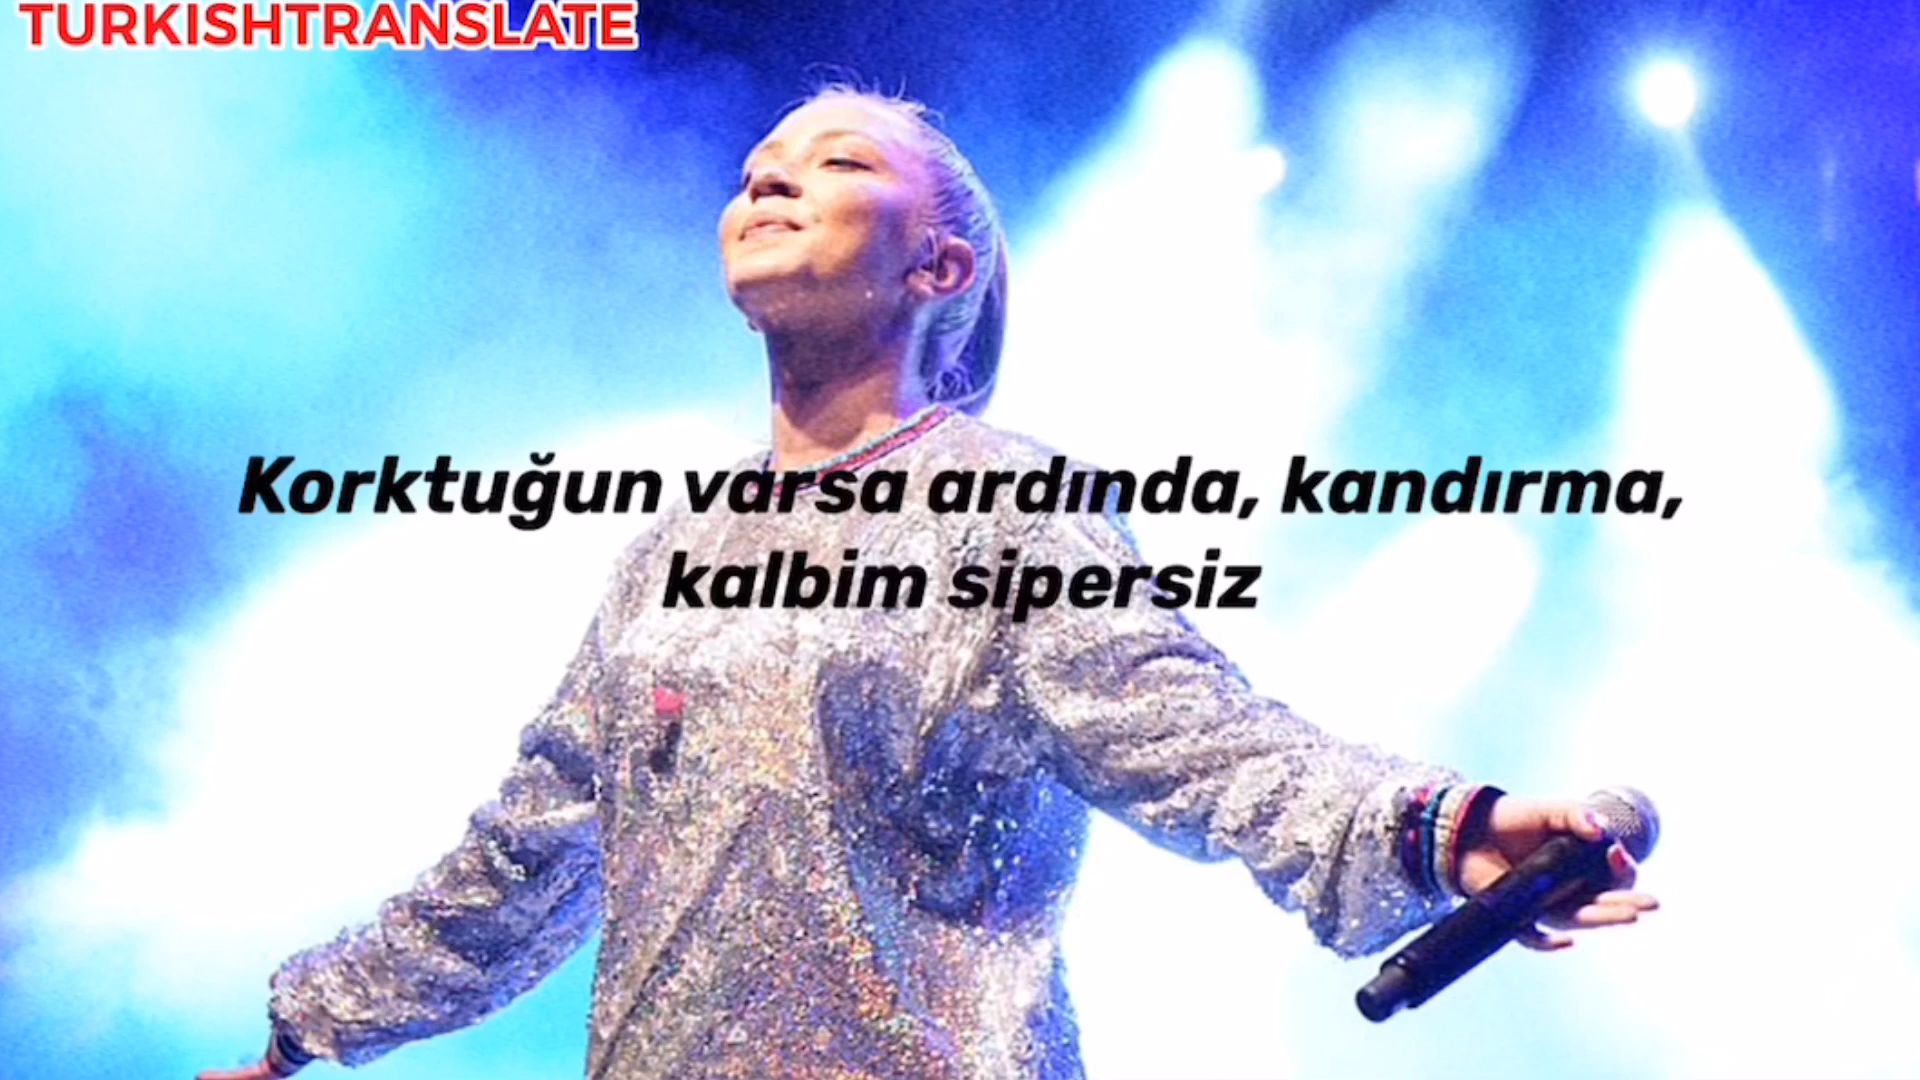 TURKISHTRANSLATE
Korktuğun varsa ardında, kandırma,
kalbim sipersiz